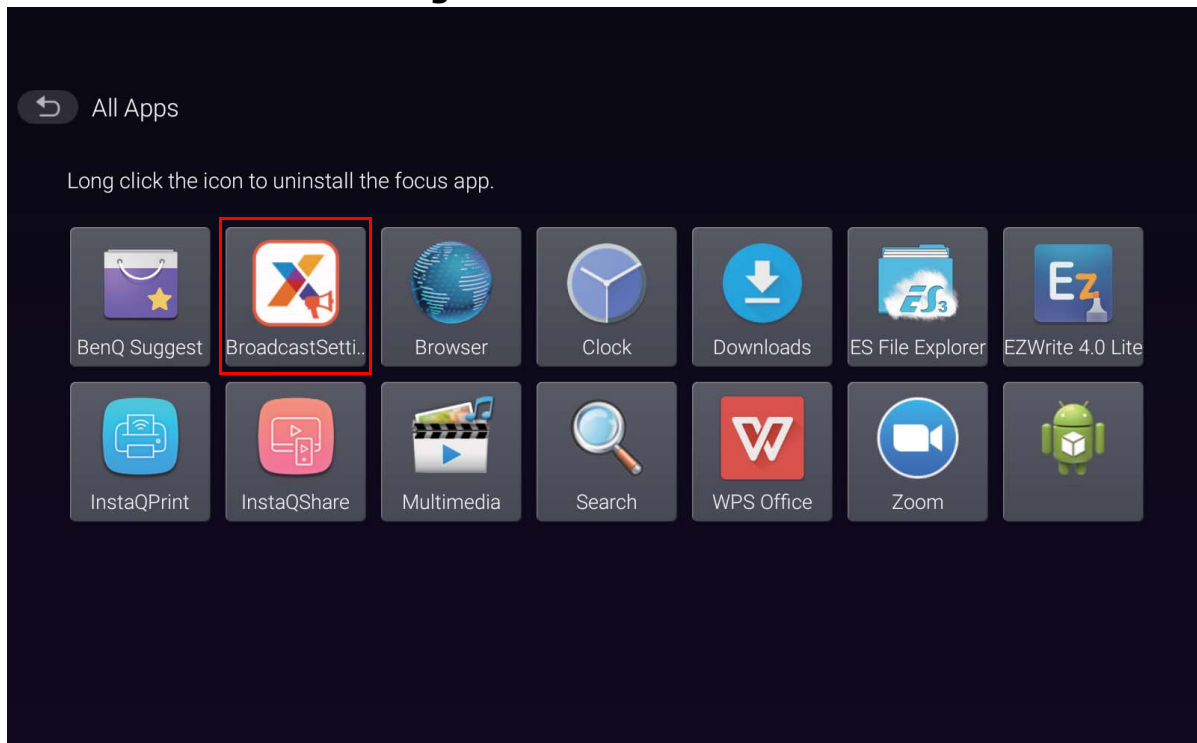 All Apps
Long click the icon to uninstall the focus app.
BenQ Suggest BroadcastSetti.. Browser Clock Downloads ES File Explorer EZWrite 4.0 Lite
InstaQPrint InstaQShare Multimedia Search WPS Office Zoom